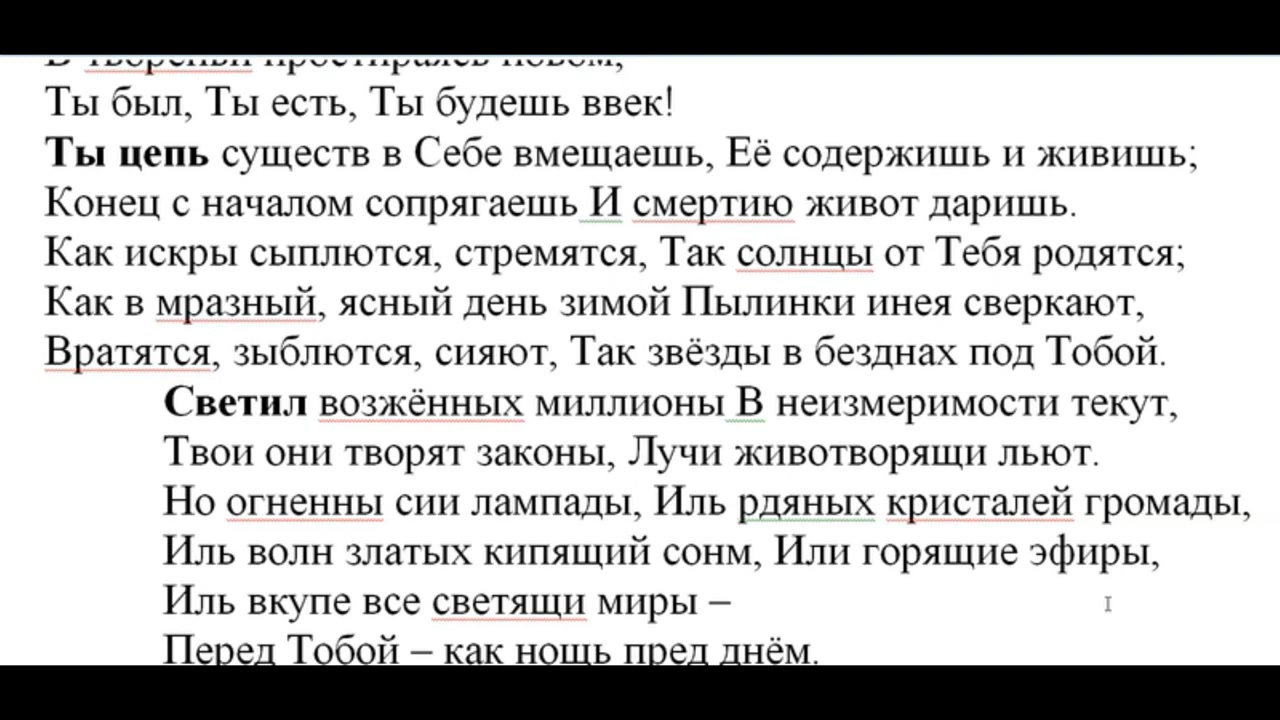 В твореньи простираясь новом,
Ты был, Ты есть, Ты будешь ввек!
Ты цепь существ в Себе вмещаешь, Её содержишь и живишь;
Конец с началом сопрягаешь И смертию живот даришь.
Как искры сыплются, стремятся, Так солнцы от Тебя родятся;
Как в мразный, ясный день зимой Пылинки инея сверкают,
Вратятся, зыблются, сияют, Так звёзды в безднах под Тобой.
Светил возжённых миллионы В неизмеримости текут,
Твои они творят законы, Лучи животворящи льют.
Но огненны сии лампады, Иль рдяных кристалей громады,
Иль волн златых кипящий сонм, Или горящие эфиры,
Иль вкупе все светящи миры –
Перед Тобой – как нощь пред днём.